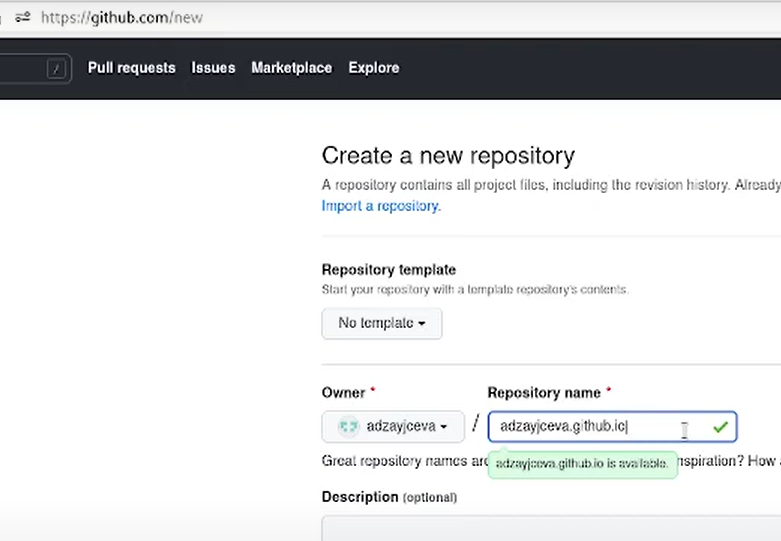 https://github.com/new
/ Pull requests Issues Marketplace Explore
Create a new repository
A repository contains all project files, including the revision history. Already
Import a repository.
Repository template
Start your repository with a template repository's contents.
No template
Owner * Repository name *
adzayjceva / adzayjceva.github.io
Great repository names are nspiration? How
adzayjceva.github.io is available.
Description (optional)